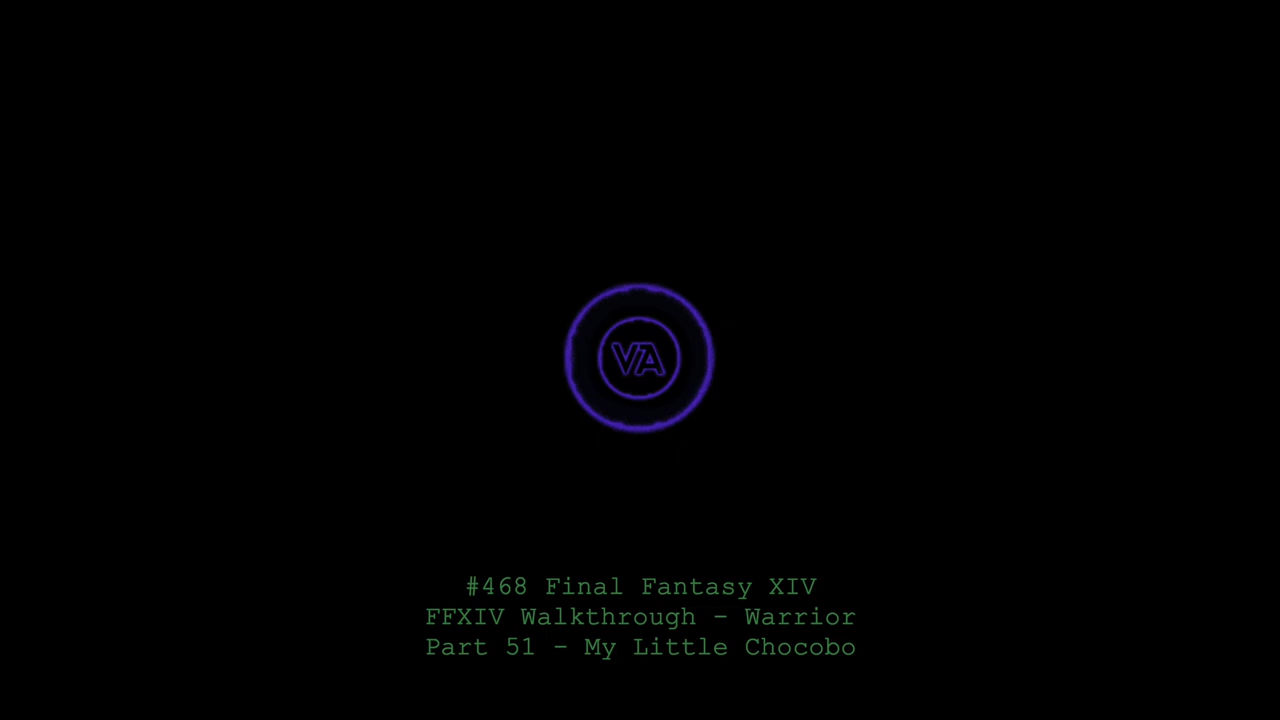 VA
#468 Final Fantasy XIV
FFXIV Walkthrough - Warrior
Part 51 - My Little Chocobo